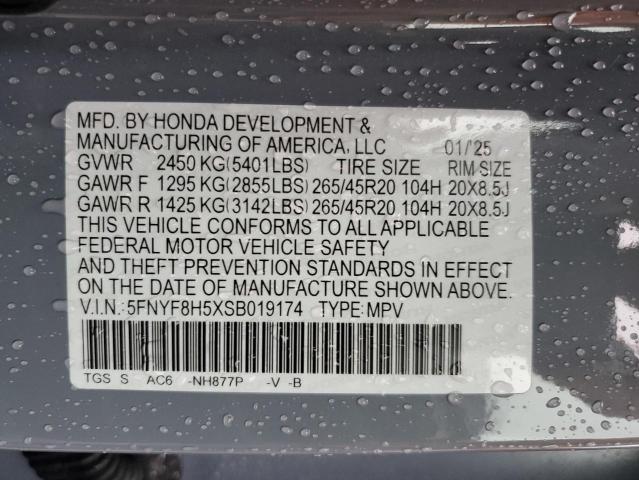 MFD. BY HONDA DEVELOPMENT &
MANUFACTURING OF AMERICA, LLC 01/'25
GVWR 2450 KG(5401LBS) TIRE SIZE RIM SIZE
GAWR F 1295 KG(2855LBS) 265/45R20 104H 20X8.5J
GAWR R 1425 KG(3142LBS) 265/45R20 104H 20X8.5J
THIS VEHICLE CONFORMS TO ALL APPLICABLE
FEDERAL MOTOR VEHICLE SAFETY
AND THEFT PREVENTION STANDARDS IN EFFECT
ON THE DATE OF MANUFACTURE SHOWN ABOVE.
V.I.N.:5FNYF8H5XSB019174 TYPE:MPV
TGS S AC6 -NH877P -V -B